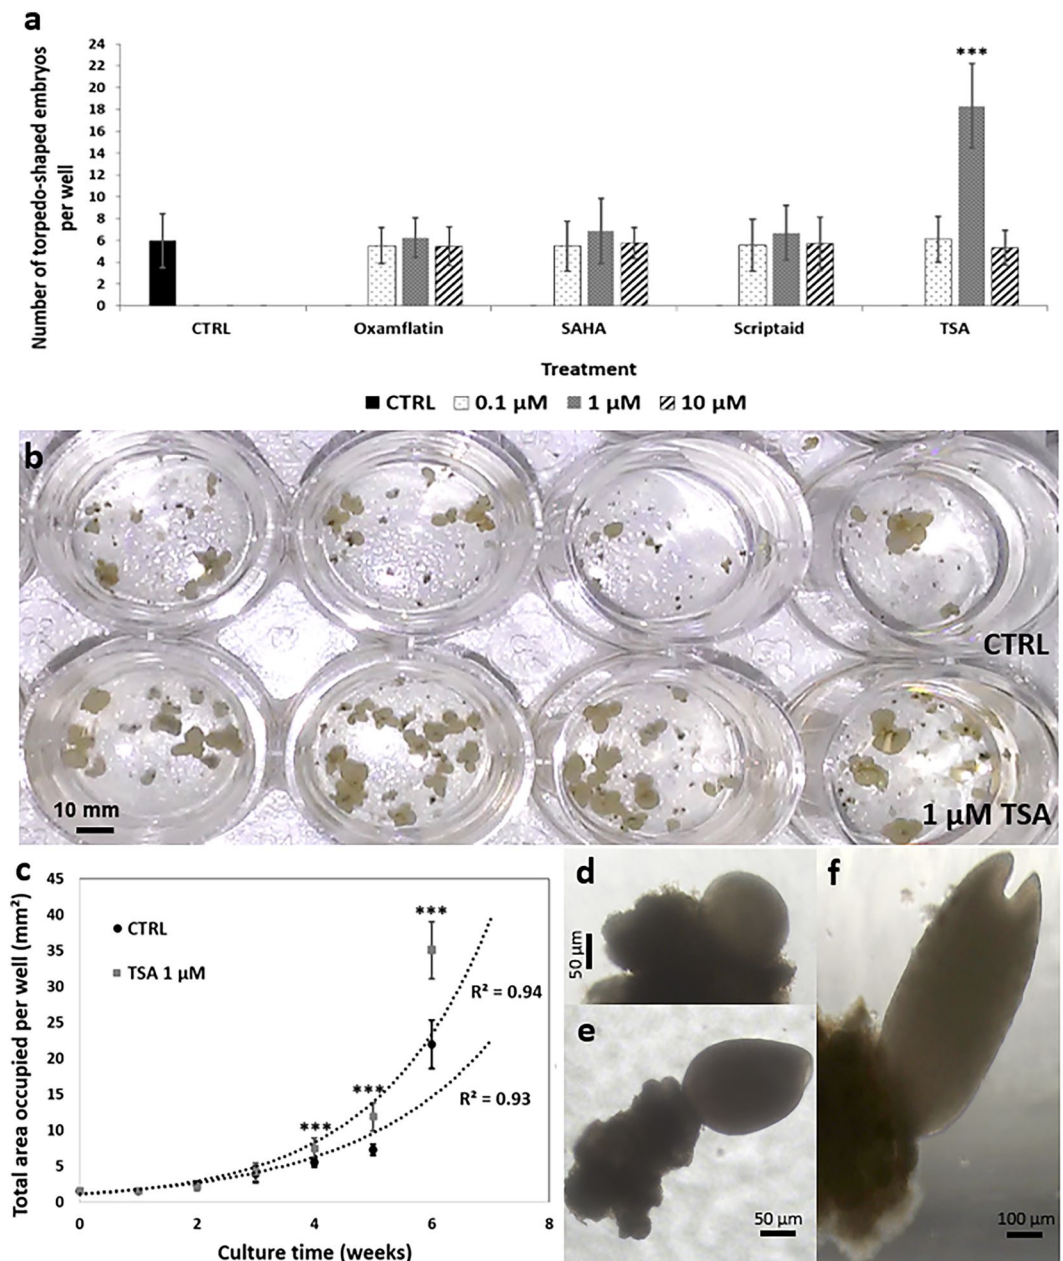 a
Number of torpedo-shaped embryos
per well
24
22
20
18
16
14
12
10
8
6
4
2
0
***
CTRL Oxamflatin SAHA Scriptaid TSA
Treatment
CTRL 0.1 µM 1 µM 10 µM
b
CTRL
10 mm
1 µM TSA
c
Total area occupied per well (mm²)
45
40
35
30
25
20
15
10
5
0
CTRL
TSA 1 µM
***
***
***
R² = 0.94
R² = 0.93
0 2 4 6 8
Culture time (weeks)
d
50 µm
e
50 µm
f
100 µm